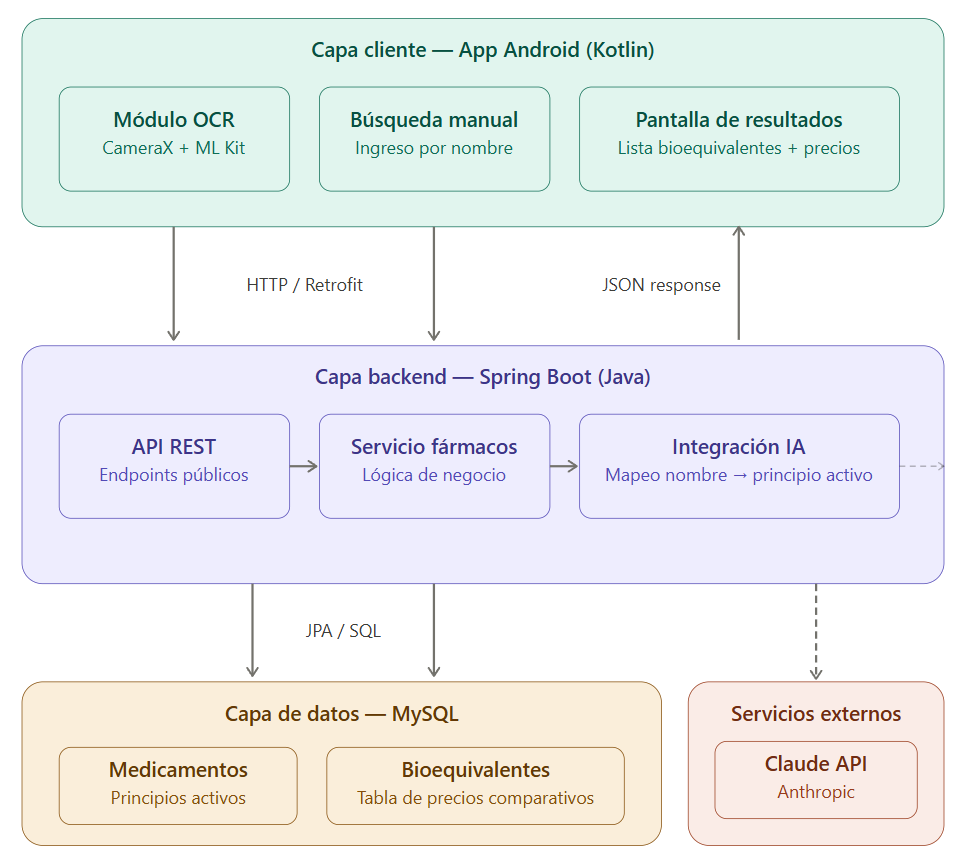 Capa cliente — App Android (Kotlin)
Módulo OCR
CameraX + ML Kit
Búsqueda manual
Ingreso por nombre
Pantalla de resultados
Lista bioequivalentes + precios
HTTP / Retrofit
JSON response
Capa backend — Spring Boot (Java)
API REST
Endpoints públicos
Servicio fármacos
Lógica de negocio
Integración IA
Mapeo nombre → principio activo
JPA / SQL
Capa de datos — MySQL
Medicamentos
Principios activos
Bioequivalentes
Tabla de precios comparativos
Servicios externos
Claude API
Anthropic